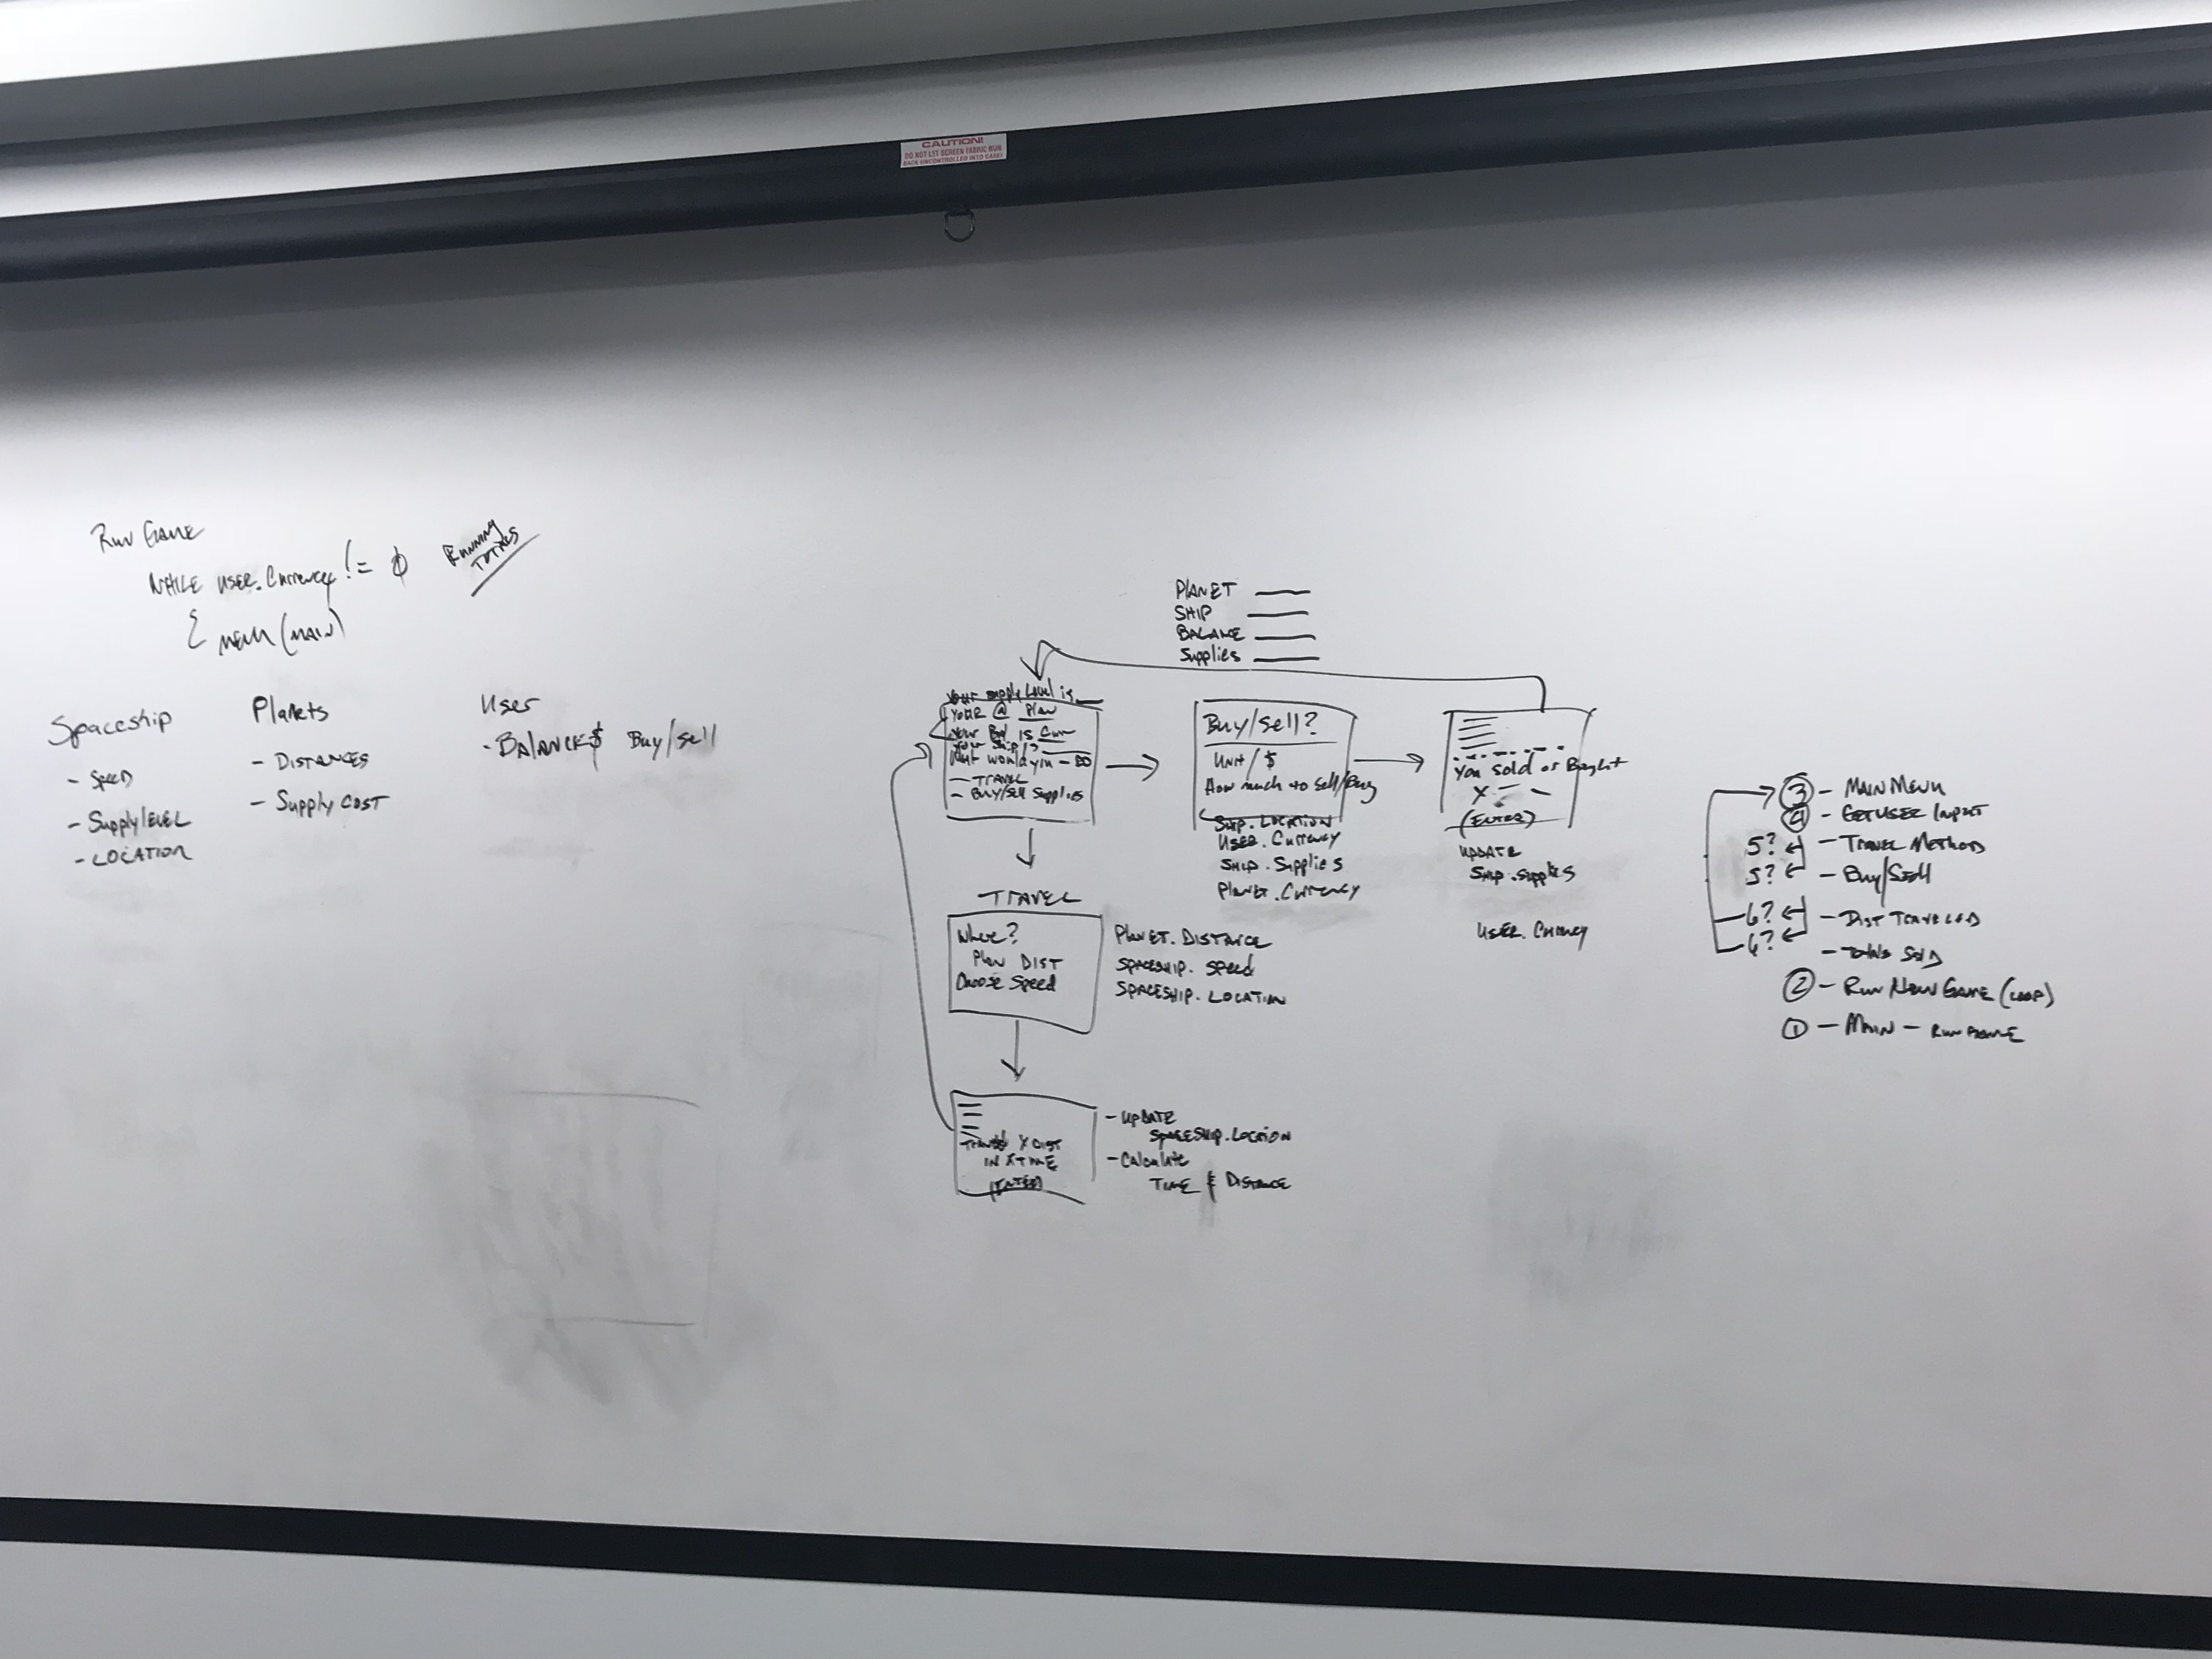 CAUTION!
DO NOT LET SCREEN FABRIC RUN
BACK UNCONTROLLED INTO CASE!
RUN GAME
WHILE USER.Currency != 0
{ MENU (MAIN)
RUNNING
TOTALS
Spaceship
- Speed
- Supply LEVEL
- LOCATION
Planets
- DISTANCES
- Supply COST
User
- BALANCE $ Buy/sell
PLANET
SHIP
BALANCE
Supplies
Your supply Level is
YOUR @ Plan
Your Bal IS Curr
Your Ship is
What would you - DO
- TRAVEL
- Buy/Sell Supplies
Buy/sell?
Unit/$
How much to Sell/Buy
SHIP. LOCATION
USER. Currency
SHIP. Supplies
PLANET. Currency
You sold or Bought
X
(ENTER)
UPDATE
SHIP. Supplies
USER.
TRAVEL
Where?
Plan DIST
Choose Speed
PLANET. DISTANCE
SPACESHIP. Speed
SPACESHIP. LOCATION
X DIST
IN X TIME
(ENTER)
- UPDATE
SPACESHIP. LOCATION
- Calculate
TIME & DISTANCE
3 - MAIN MENU
4 - GET USER INPUT
5? - TRAVEL METHOD
5? - Buy/Sell
6? - DIST TRAVELED
6? - Sold
2 - RUN NEW GAME (LOOP)
1 - MAIN - RUN GAME